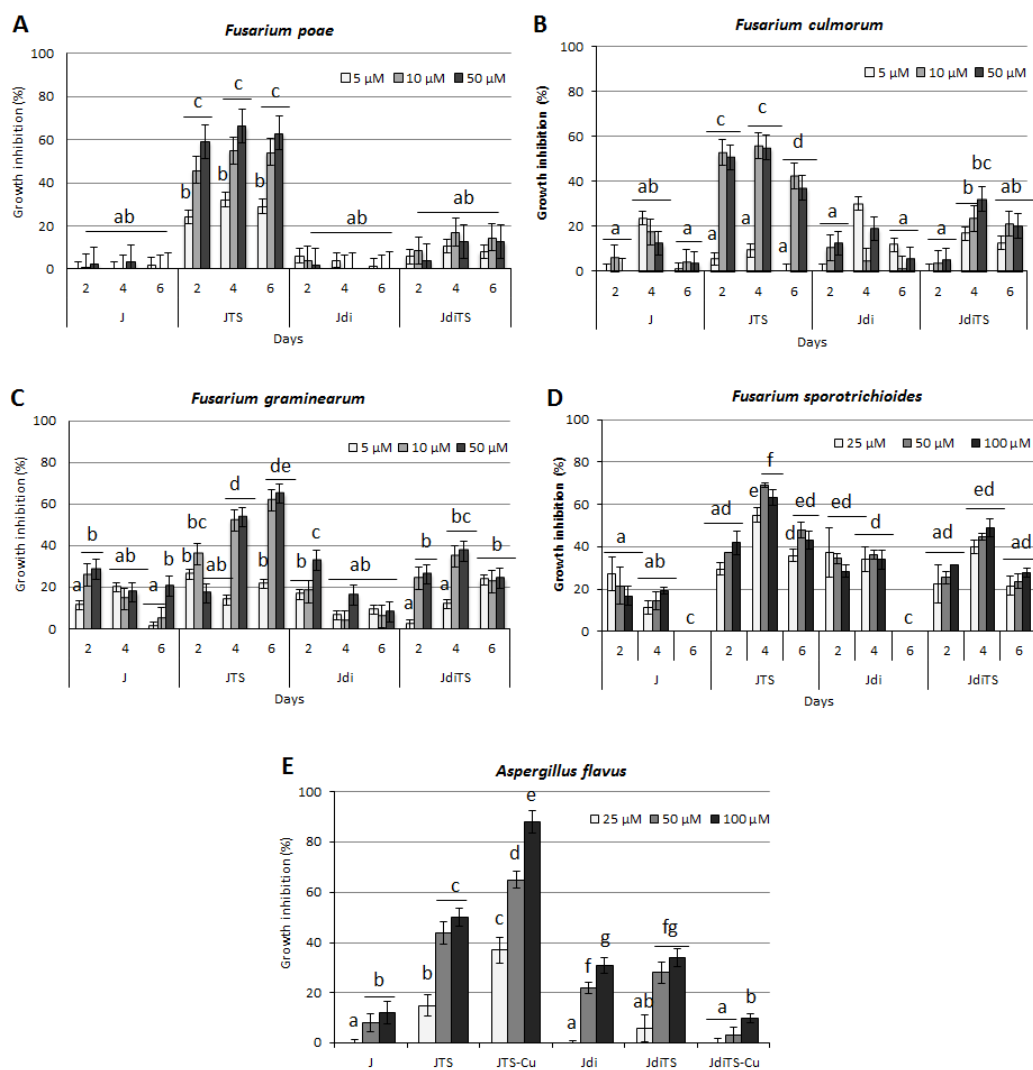 A
Fusarium poae
Growth inhibition (%)
100
80
60
40
20
0
5 µM 10 µM 50 µM
ab
b c
b c
b c
ab
ab
2 4 6 2 4 6 2 4 6 2 4 6
J JTS Jdi JdiTS
Days
B
Fusarium culmorum
Growth inhibition (%)
100
80
60
40
20
0
5 µM 10 µM 50 µM
a ab a
a c
a c
a d
a a
a b bc ab
2 4 6 2 4 6 2 4 6 2 4 6
J JTS Jdi JdiTS
Days
C
Fusarium graminearum
Growth inhibition (%)
100
80
60
40
20
0
5 µM 10 µM 50 µM
a b ab a b
b bc ab d b de
b c ab
a b a bc b
2 4 6 2 4 6 2 4 6 2 4 6
J JTS Jdi JdiTS
Days
D
Fusarium sporotrichioides
Growth inhibition (%)
100
80
60
40
20
0
25 µM 50 µM 100 µM
a ab c
ad e f d ed
ed d c
ad ed ad
2 4 6 2 4 6 2 4 6 2 4 6
J JTS Jdi JdiTS
Days
E
Aspergillus flavus
Growth inhibition (%)
100
80
60
40
20
0
25 µM 50 µM 100 µM
a b
b c
c d e
a f g
ab fg
a b
J JTS JTS-Cu Jdi JdiTS JdiTS-Cu